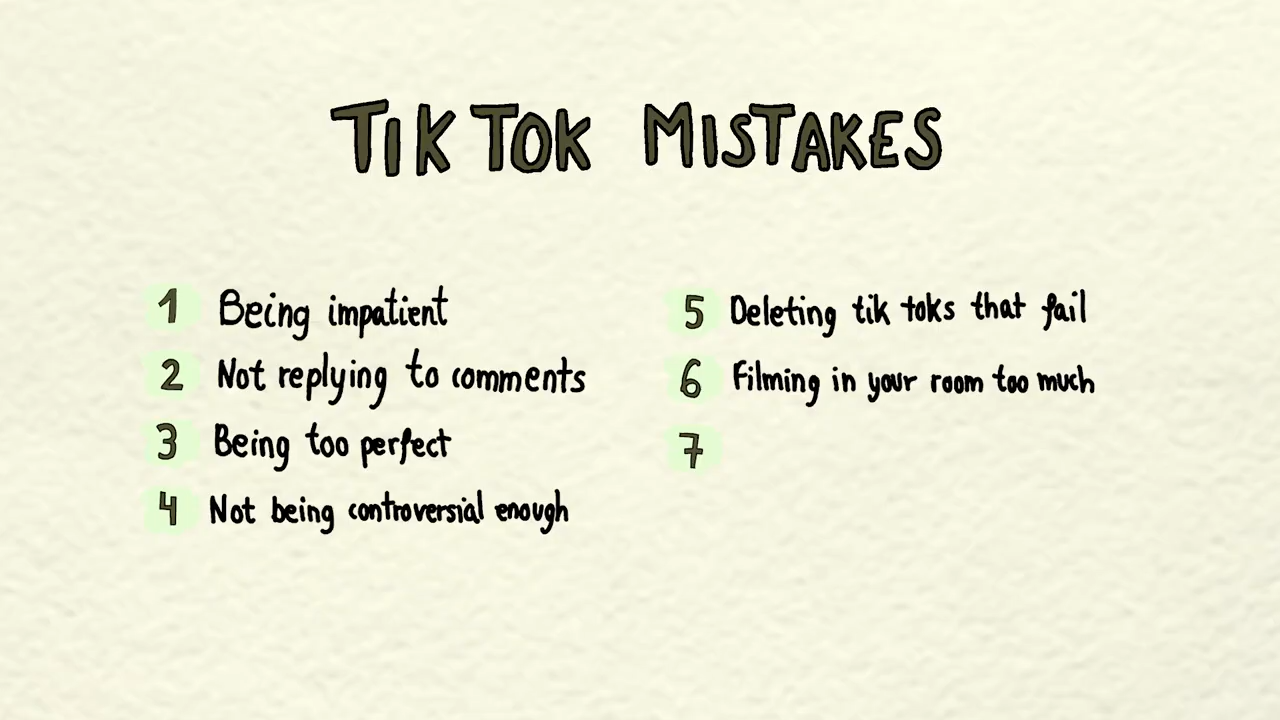 TIK TOK MISTAKES
1 Being impatient
2 Not replying to comments
3 Being too perfect
4 Not being controversial enough
5 Deleting tik toks that fail
6 Filming in your room too much
7